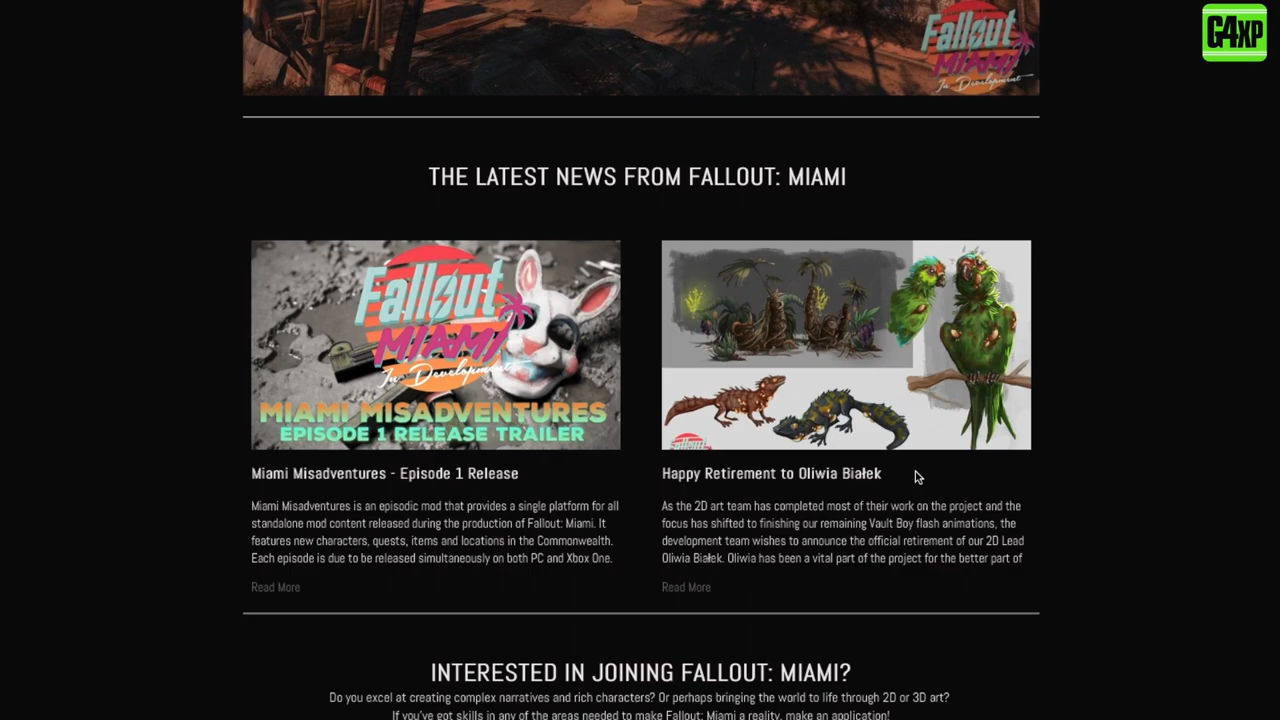 G4XP
Fallout
MIAMI
In Development
THE LATEST NEWS FROM FALLOUT: MIAMI
Fallout
MIAMI
In Development
MIAMI MISADVENTURES
EPISODE 1 RELEASE TRAILER
Miami Misadventures - Episode 1 Release
Miami Misadventures is an episodic mod that provides a single platform for all
standalone mod content released during the production of Fallout: Miami. It
features new characters, quests, items and locations in the Commonwealth.
Each episode is due to be released simultaneously on both PC and Xbox One.
Read More
Fallout
Happy Retirement to Oliwia Białek
As the 2D art team has completed most of their work on the project and the
focus has shifted to finishing our remaining Vault Boy flash animations, the
development team wishes to announce the official retirement of our 2D Lead
Oliwia Białek. Oliwia has been a vital part of the project for the better part of
Read More
INTERESTED IN JOINING FALLOUT: MIAMI?
Do you excel at creating complex narratives and rich characters? Or perhaps bringing the world to life through 2D or 3D art?
If you've got skills in any of the areas needed to make Fallout: Miami a reality, make an application!